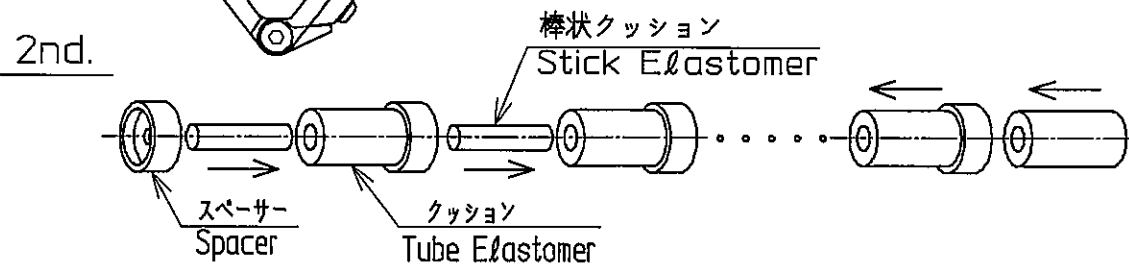 2nd.
棒状クッション
Stick Elastomer
スペーサー
Spacer
クッション
Tube Elastomer